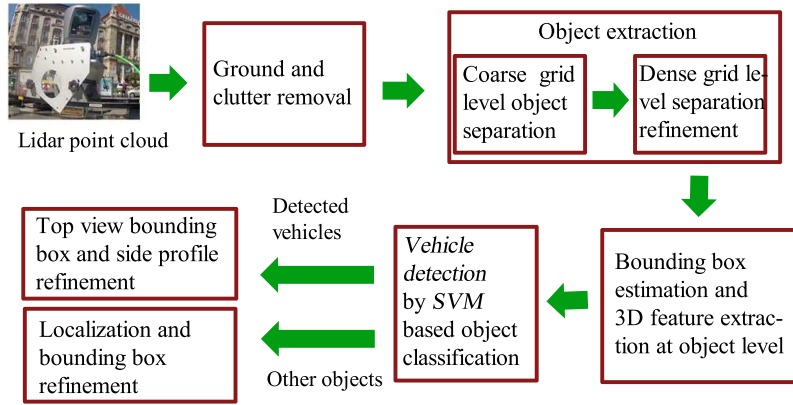 Lidar point cloud
Ground and
clutter removal
Object extraction
Coarse grid
level object
separation
Dense grid le-
vel separation
refinement
Bounding box
estimation and
3D feature extrac-
tion at object level
Vehicle
detection
by SVM
based object
classification
Detected
vehicles
Other objects
Top view bounding
box and side profile
refinement
Localization and
bounding box
refinement